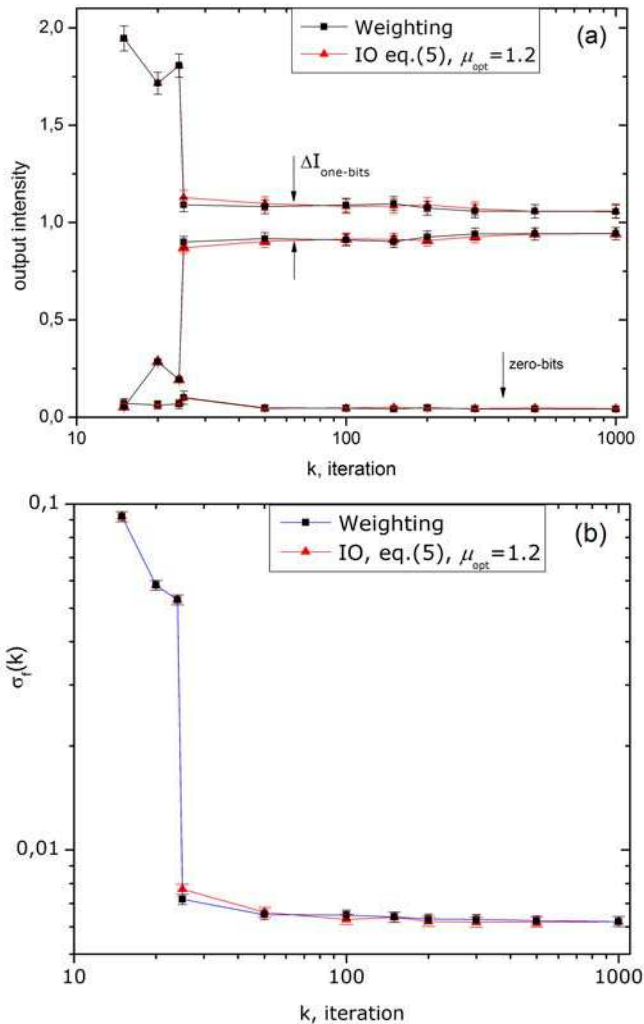 2,0
1,5
1,0
0,5
0,0
output intensity
Weighting
IO eq.(5), μopt=1.2
(a)
ΔI one-bits
zero-bits
10
100
1000
k, iteration
0,1
0,01
σf(k)
Weighting
IO, eq.(5), μopt=1.2
(b)
10
100
1000
k, iteration